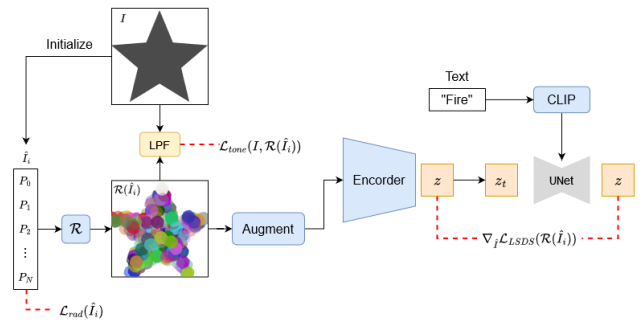 I
Initialize
Text
"Fire"
CLIP
Î_i
LPF
ℒ_tone(I, ℛ(Î_i))
P_0
P_1
P_2
⋮
P_N
ℛ
ℛ(Î_i)
Augment
Encorder
z
z_t
UNet
z
∇_Î ℒ_LSDS(ℛ(Î_i))
ℒ_rad(Î_i)